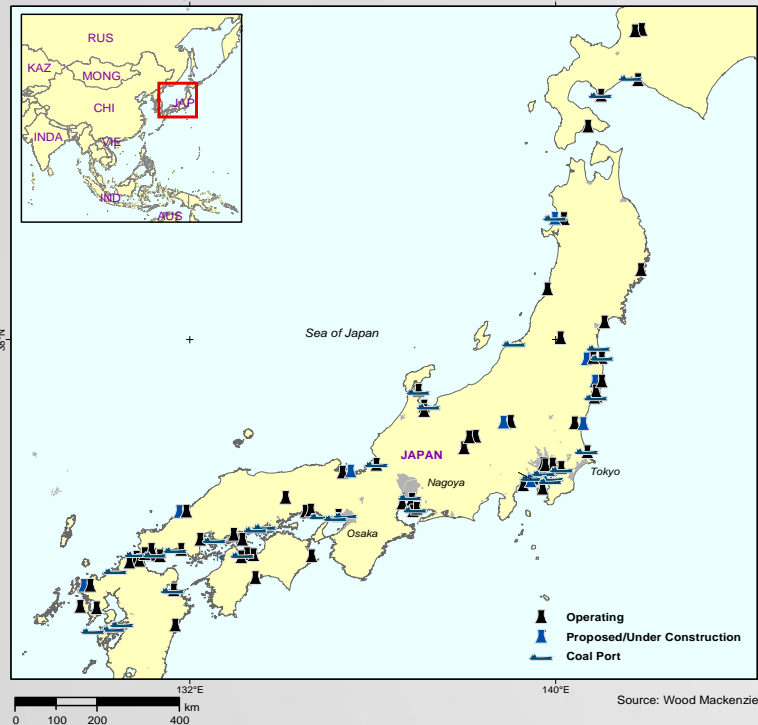 RUS
KAZ
MONG
CHI
JAP
INDA
VIE
IND
AUS
38°N
Sea of Japan
JAPAN
Nagoya
Tokyo
Osaka
Operating
Proposed/Under Construction
Coal Port
132°E
140°E
km
0 100 200 400
Source: Wood Mackenzie